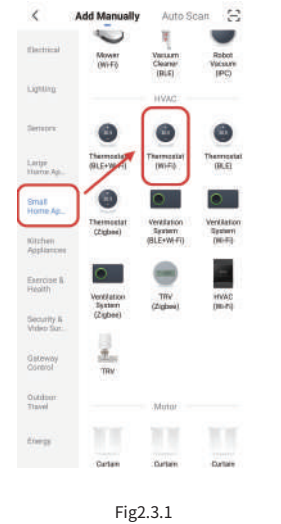 Add Manually Auto Scan
Electrical
Lighting
Sensors
Large
Home Ap...
Small
Home Ap...
Kitchen
Appliances
Exercise &
Health
Security &
Video Sur...
Gateway
Control
Outdoor
Travel
Energy
Mower
(Wi-Fi)
Vacuum
Cleaner
(BLE)
Robot
Vacuum
(IPC)
HVAC
Thermostat
(BLE+Wi-Fi)
Thermostat
(Wi-Fi)
Thermostat
(BLE)
Thermostat
(Zigbee)
Ventilation
System
(BLE+Wi-Fi)
Ventilation
System
(Wi-Fi)
Ventilation
System
(Zigbee)
TRV
(Zigbee)
HVAC
(Wi-Fi)
TRV
Motor
Curtain
Curtain
Curtain
Fig2.3.1